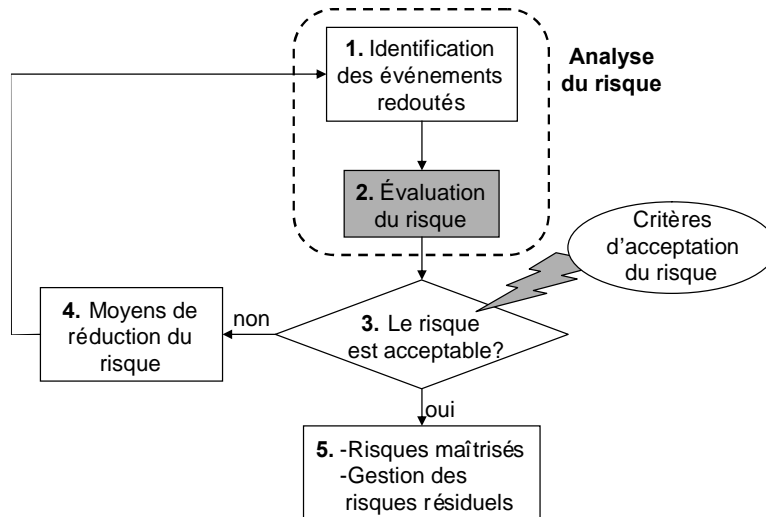 1. Identification
des événements
redoutés
Analyse
du risque
2. Évaluation
du risque
Critères
d’acceptation
du risque
3. Le risque
est acceptable?
non
4. Moyens de
réduction du
risque
oui
5. -Risques maîtrisés
-Gestion des
risques résiduels